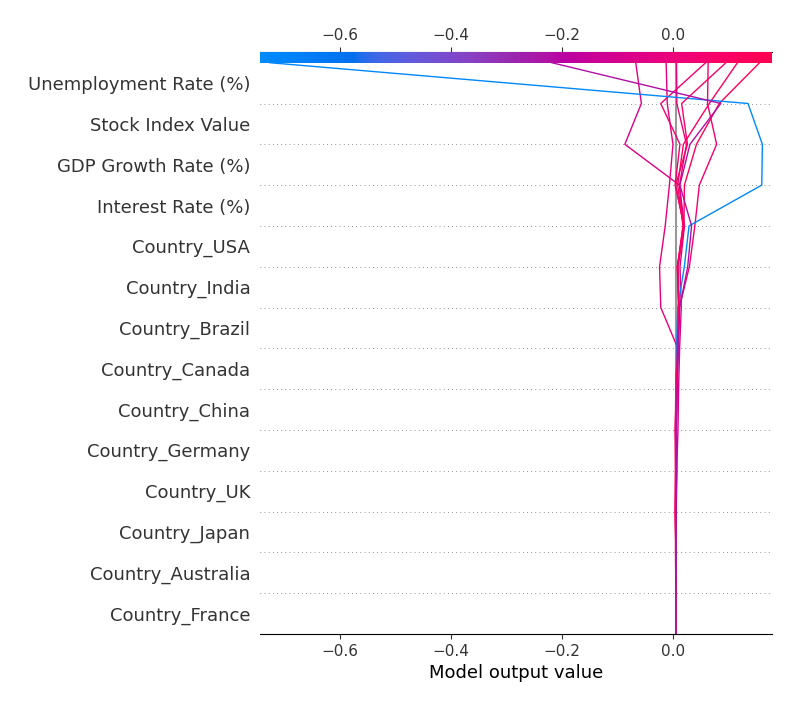 −0.6 −0.4 −0.2 0.0
Unemployment Rate (%)
Stock Index Value
GDP Growth Rate (%)
Interest Rate (%)
Country_USA
Country_India
Country_Brazil
Country_Canada
Country_China
Country_Germany
Country_UK
Country_Japan
Country_Australia
Country_France
−0.6 −0.4 −0.2 0.0
Model output value